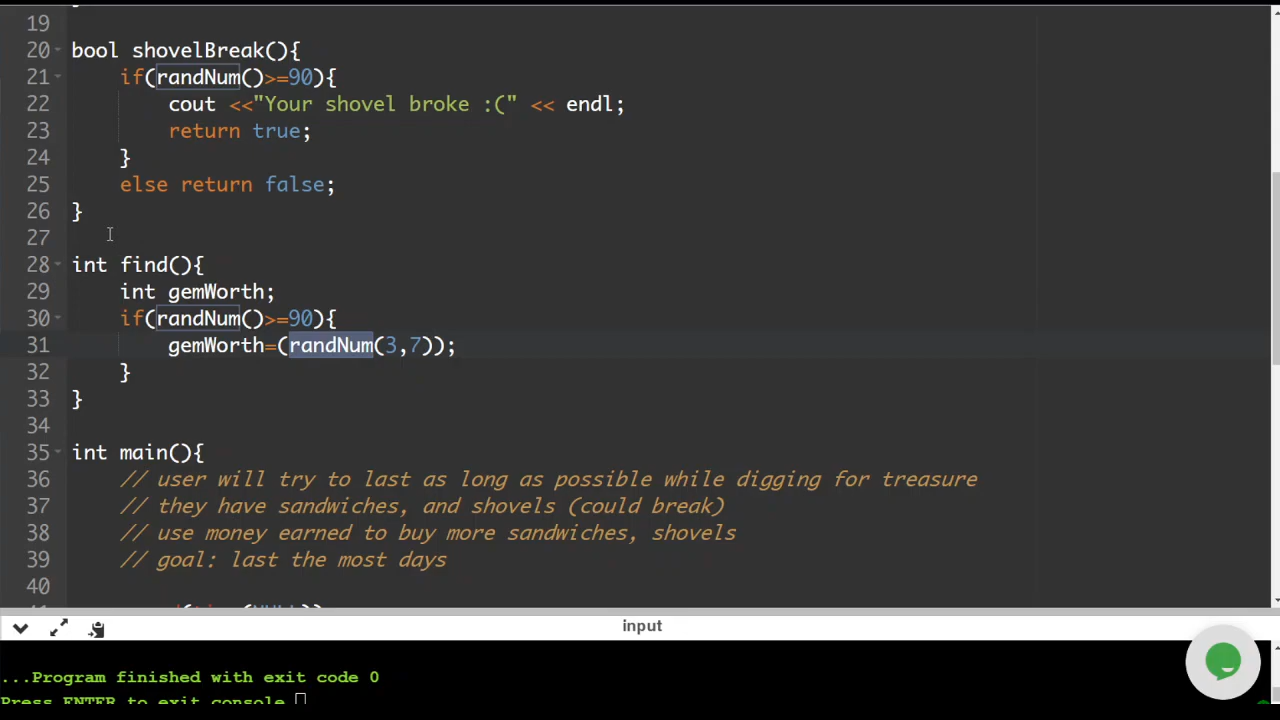 19
20 bool shovelBreak(){
21 if(randNum()>=90){
22 cout <<"Your shovel broke :(" << endl;
23 return true;
24 }
25 else return false;
26 }
27
28 int find(){
29 int gemWorth;
30 if(randNum()>=90){
31 gemWorth=(randNum(3,7));
32 }
33 }
34
35 int main(){
36 // user will try to last as long as possible while digging for treasure
37 // they have sandwiches, and shovels (could break)
38 // use money earned to buy more sandwiches, shovels
39 // goal: last the most days
40
input
...Program finished with exit code 0
Press ENTER to exit console